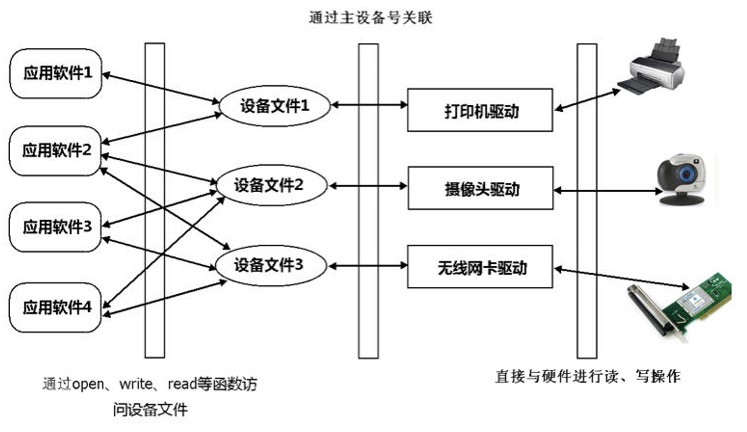 通过主设备号关联
应用软件1
设备文件1
打印机驱动
应用软件2
设备文件2
摄像头驱动
应用软件3
设备文件3
无线网卡驱动
应用软件4
通过open、write、read等函数访
问设备文件
直接与硬件进行读、写操作